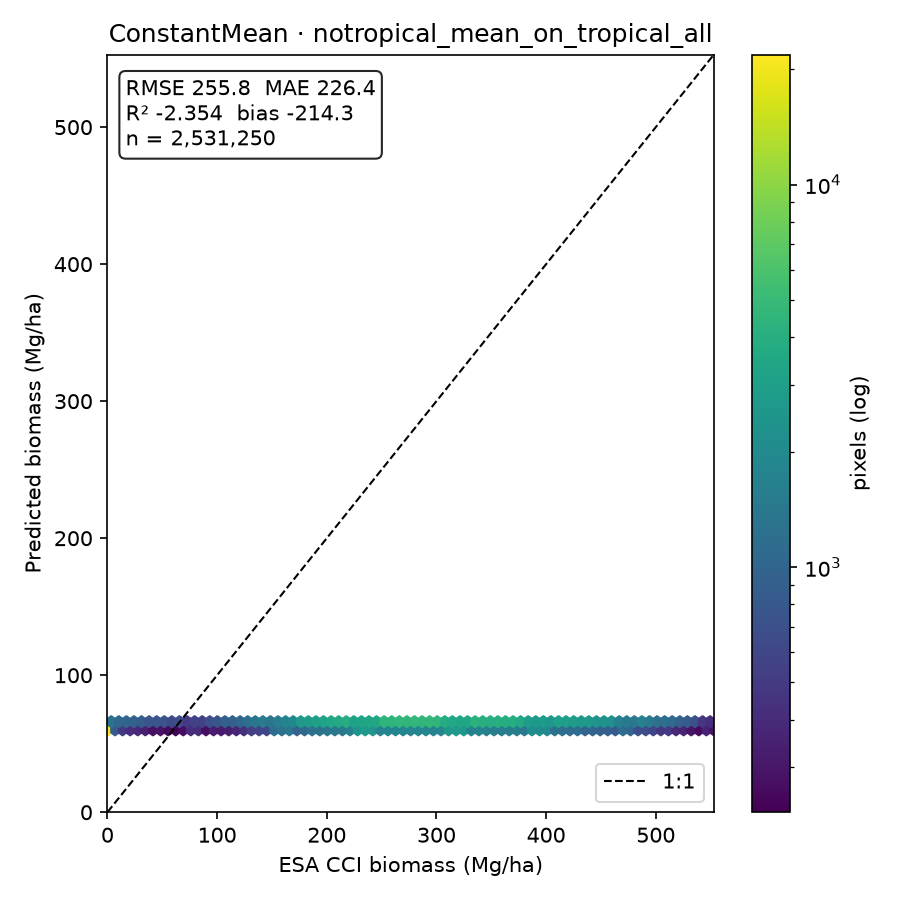 ConstantMean · notropical_mean_on_tropical_all
RMSE 255.8  MAE 226.4
R² -2.354  bias -214.3
n = 2,531,250
500
400
300
200
100
0
Predicted biomass (Mg/ha)
1:1
0 100 200 300 400 500
ESA CCI biomass (Mg/ha)
10⁴
10³
pixels (log)